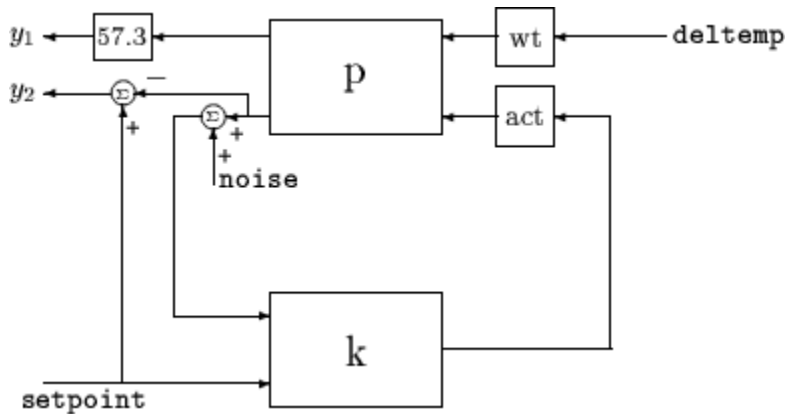 y₁
57.3
p
wt
deltemp
y₂
Σ
−
Σ
+
act
+
+
noise
k
setpoint